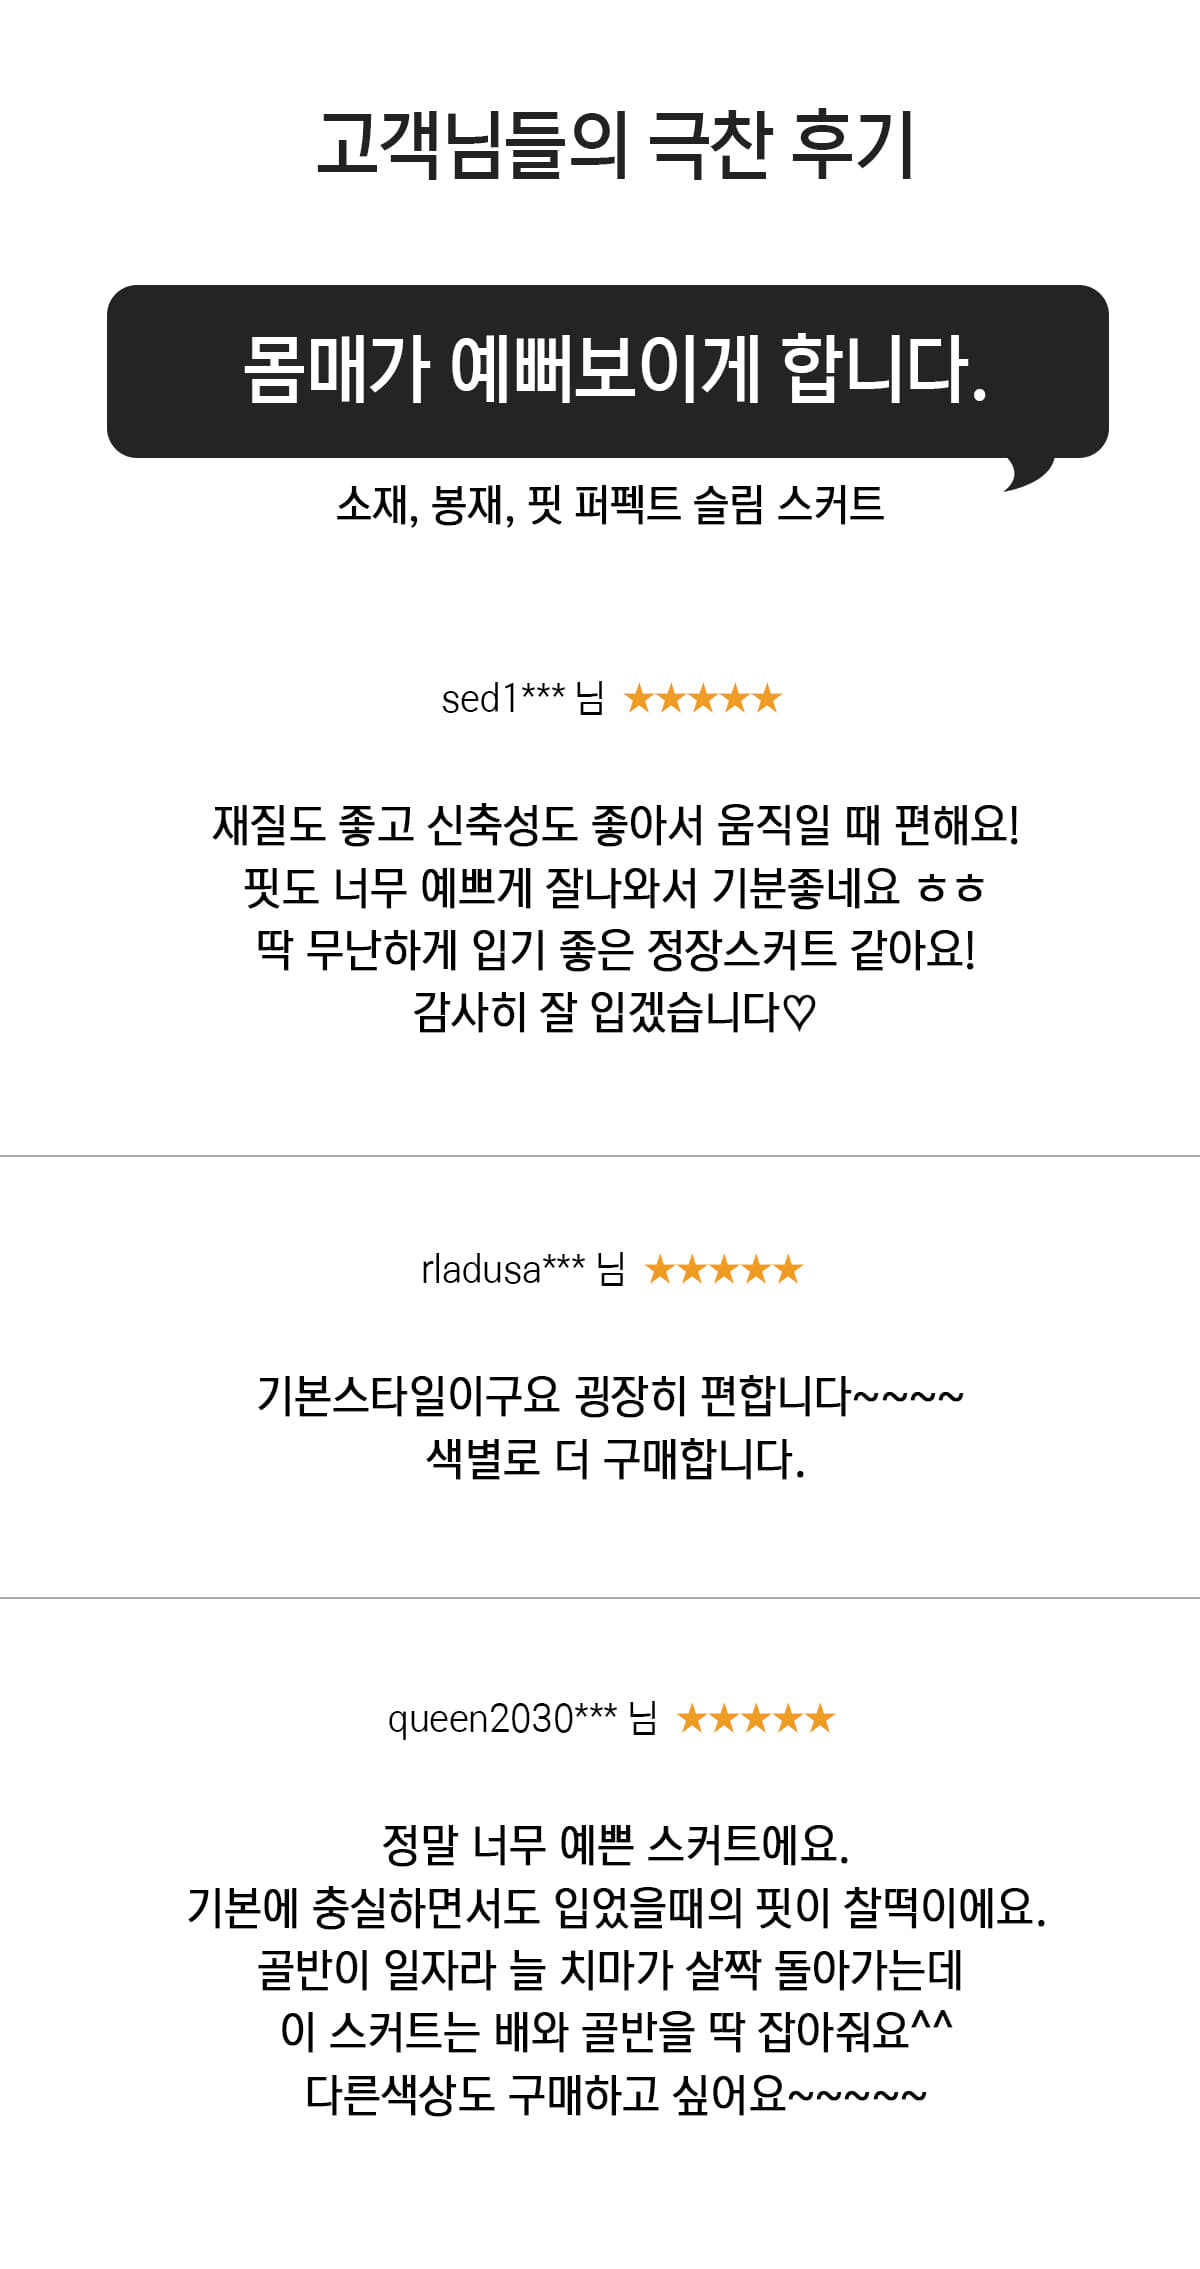 고객님들의 극찬 후기
몸매가 예뻐보이게 합니다.
소재, 봉재, 핏 퍼펙트 슬림 스커트
sed1*** 님 ★★★★★
재질도 좋고 신축성도 좋아서 움직일 때 편해요!
핏도 너무 예쁘게 잘나와서 기분좋네요 ㅎㅎ
딱 무난하게 입기 좋은 정장스커트 같아요!
감사히 잘 입겠습니다♡
rladusa*** 님 ★★★★★
기본스타일이구요 굉장히 편합니다~~~~
색별로 더 구매합니다.
queen2030*** 님 ★★★★★
정말 너무 예쁜 스커트에요.
기본에 충실하면서도 입었을때의 핏이 찰떡이에요.
골반이 일자라 늘 치마가 살짝 돌아가는데
이 스커트는 배와 골반을 딱 잡아줘요^^
다른색상도 구매하고 싶어요~~~~~